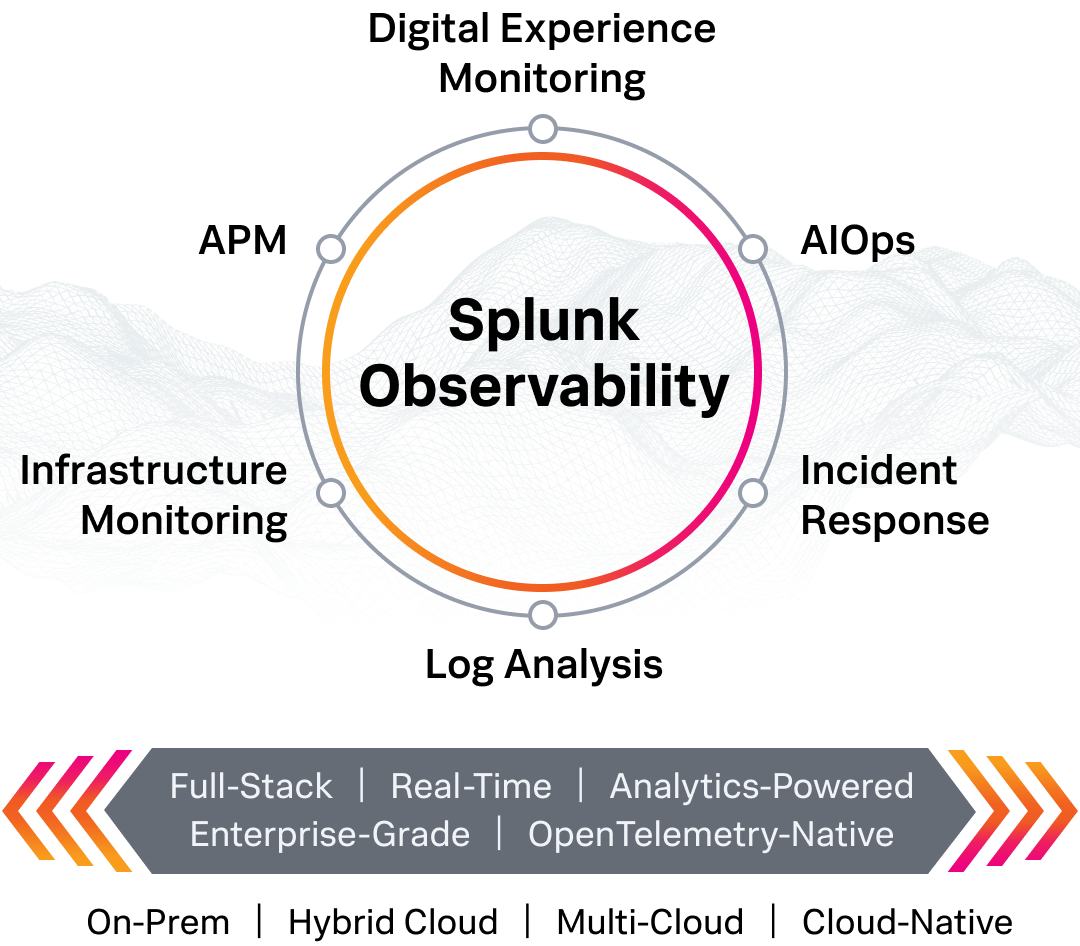 Digital Experience
Monitoring
APM
AIOps
Splunk
Observability
Infrastructure
Monitoring
Incident
Response
Log Analysis
Full-Stack | Real-Time | Analytics-Powered
Enterprise-Grade | OpenTelemetry-Native
On-Prem | Hybrid Cloud | Multi-Cloud | Cloud-Native